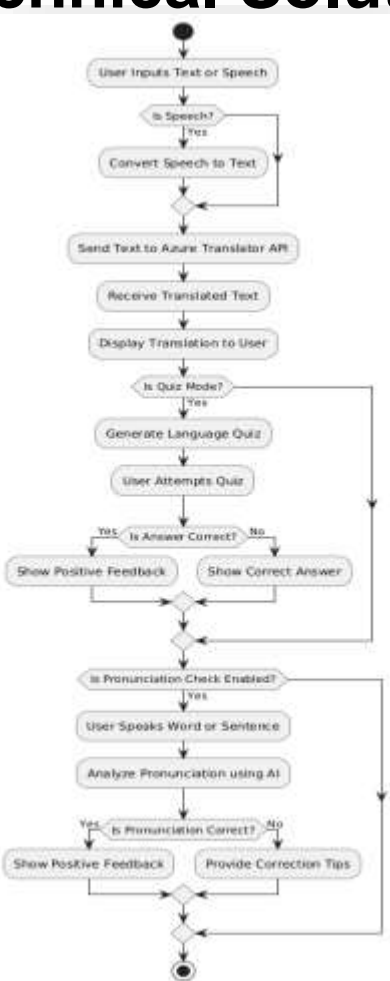 User Inputs Text or Speech
Is Speech?
Yes
Convert Speech to Text
Send Text to Azure Translator API
Receive Translated Text
Display Translation to User
Is Quiz Mode?
Yes
Generate Language Quiz
User Attempts Quiz
Yes Is Answer Correct? No
Show Positive Feedback Show Correct Answer
Is Pronunciation Check Enabled?
Yes
User Speaks Word or Sentence
Analyze Pronunciation using AI
Yes Is Pronunciation Correct? No
Show Positive Feedback Provide Correction Tips